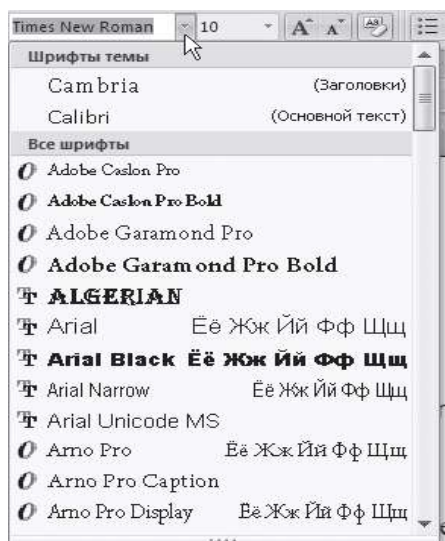 Times New Roman 10
Шрифты темы
Cambria (Заголовки)
Calibri (Основной текст)
Все шрифты
Adobe Caslon Pro
Adobe Caslon Pro Bold
Adobe Garamond Pro
Adobe Garamond Pro Bold
ALGERIAN
Arial Ёё Жж Йй Фф Щщ
Arial Black Ёё Жж Йй Фф Щщ
Arial Narrow Ёё Жж Йй Фф Щщ
Arial Unicode MS
Arno Pro Ёё Жж Йй Фф Щщ
Arno Pro Caption
Arno Pro Display Ёё Жж Йй Фф Щщ